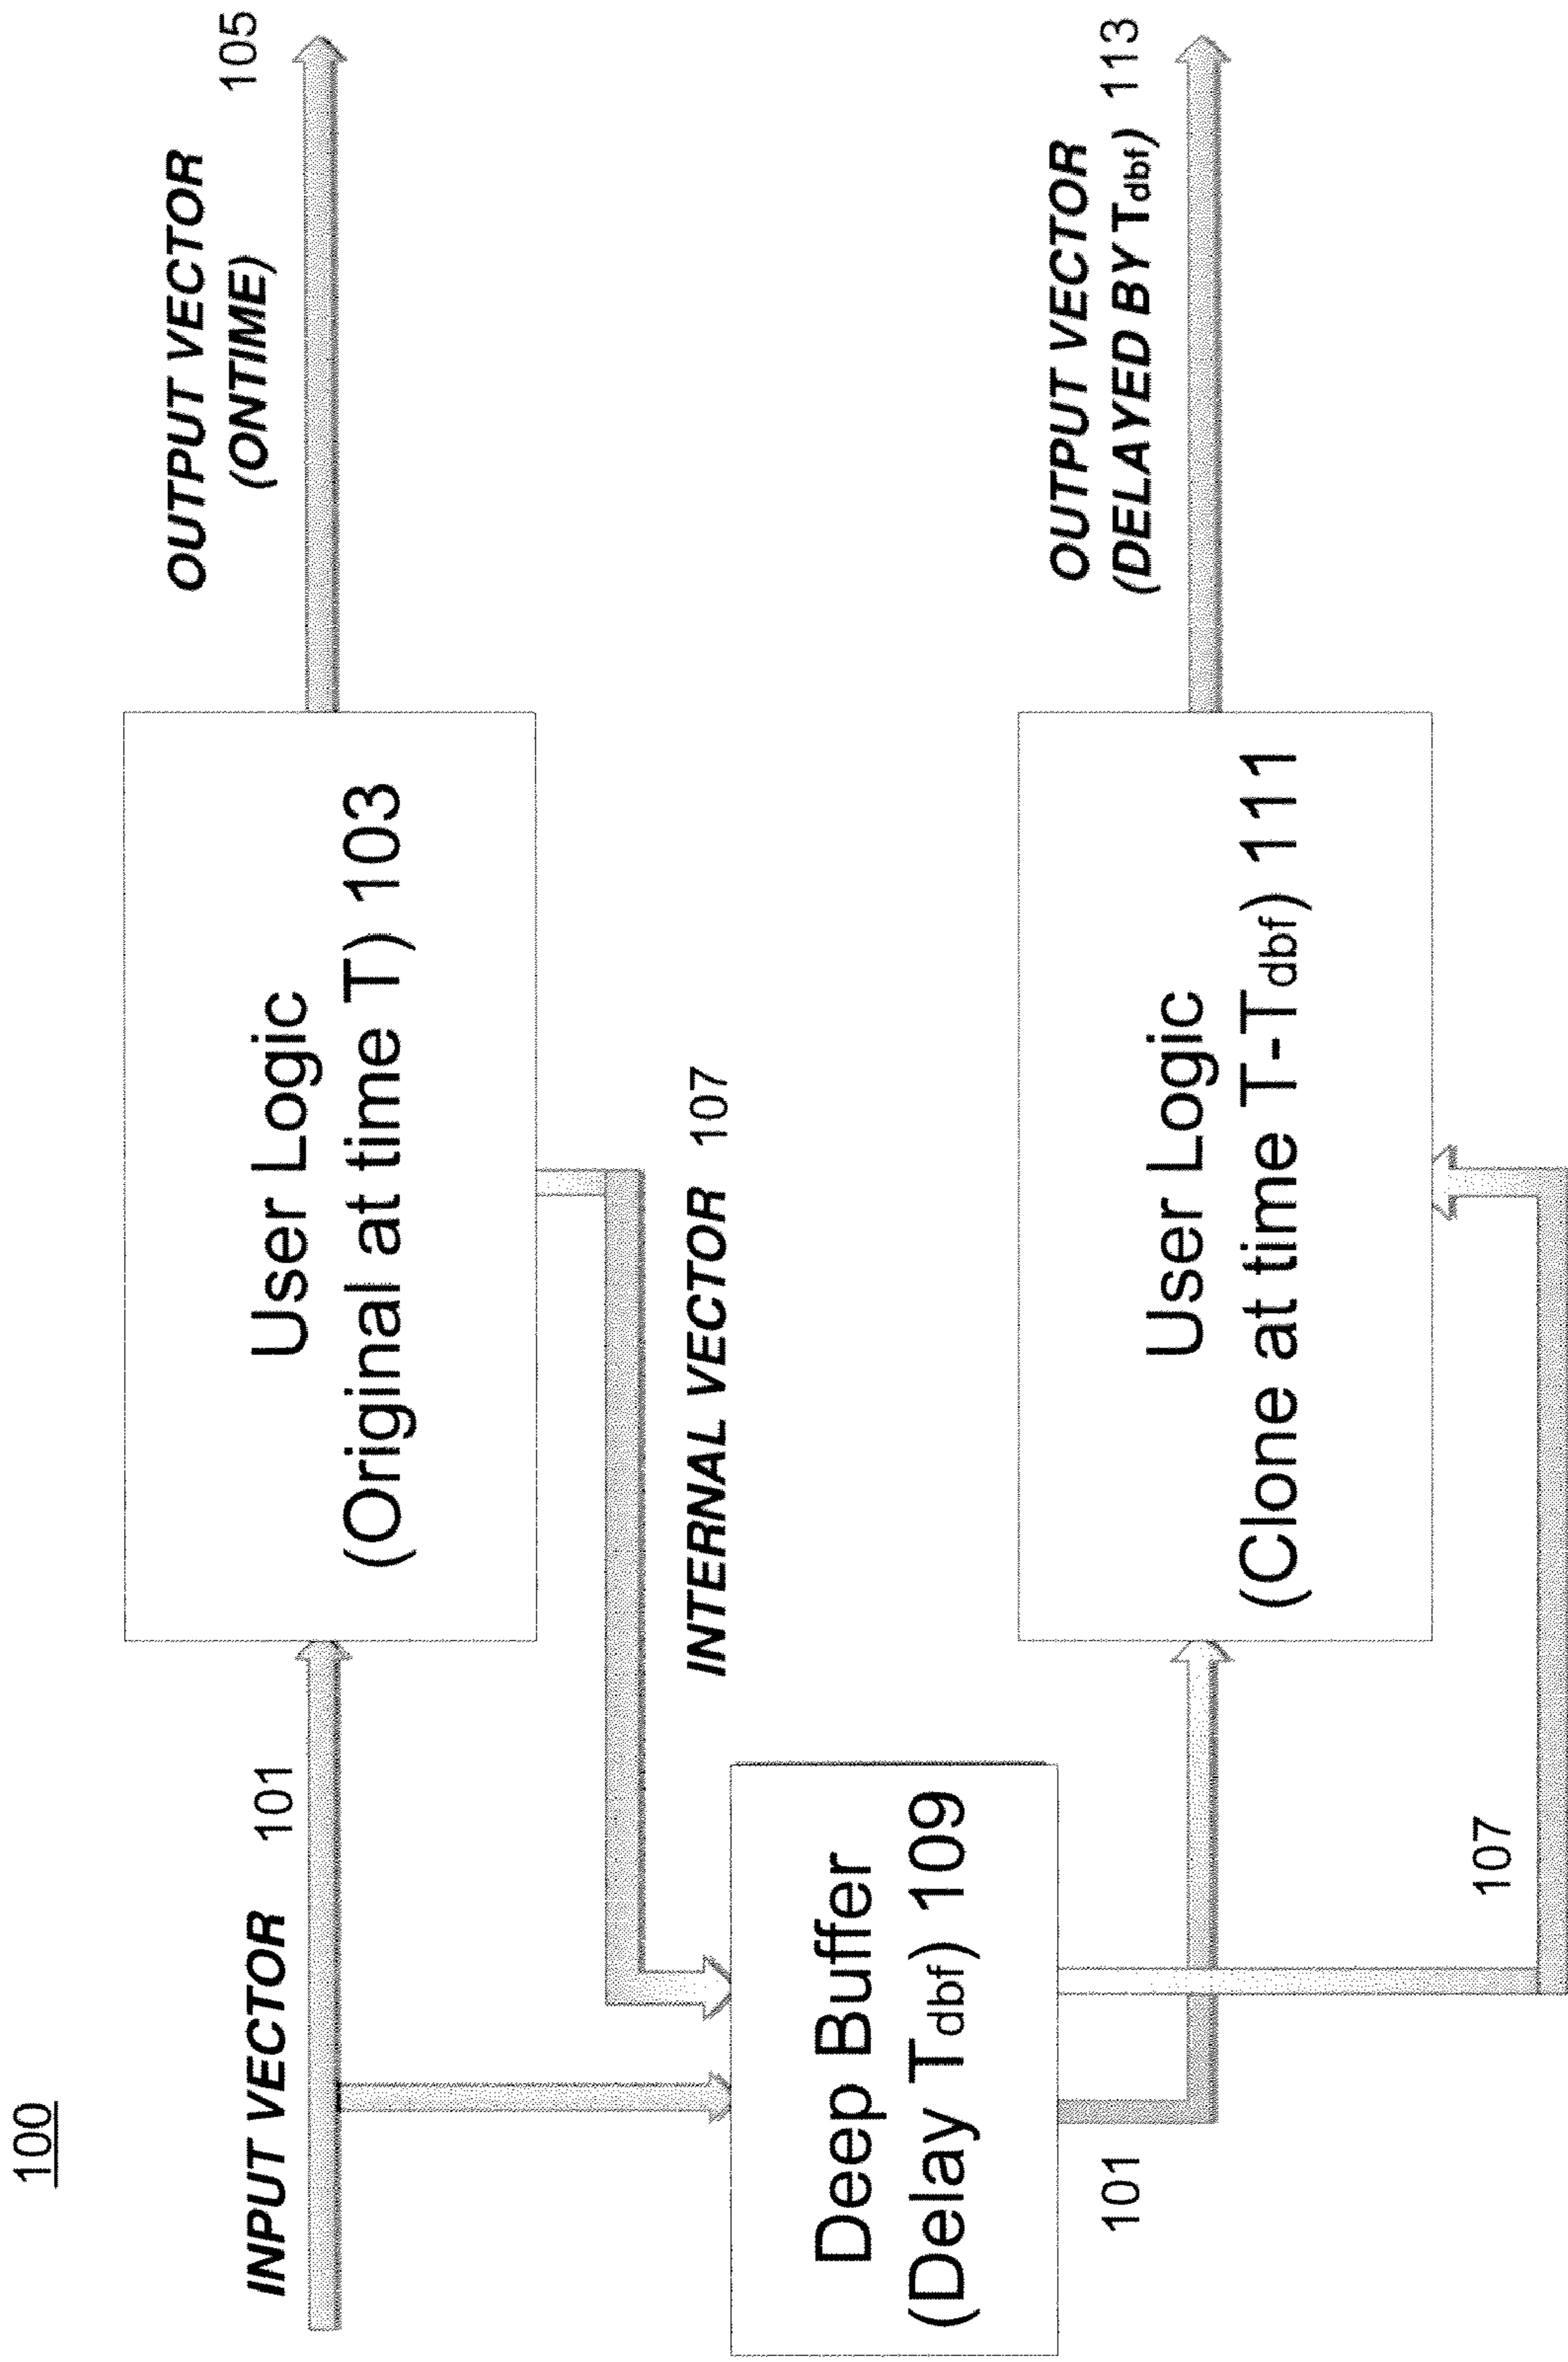 100
INPUT VECTOR 101
User Logic
(Original at time T) 103
OUTPUT VECTOR
(ONTIME)
105
INTERNAL VECTOR 107
Deep Buffer
(Delay Tdbf) 109
101
107
User Logic
(Clone at time T-Tdbf) 111
OUTPUT VECTOR
(DELAYED BY Tdbf) 113